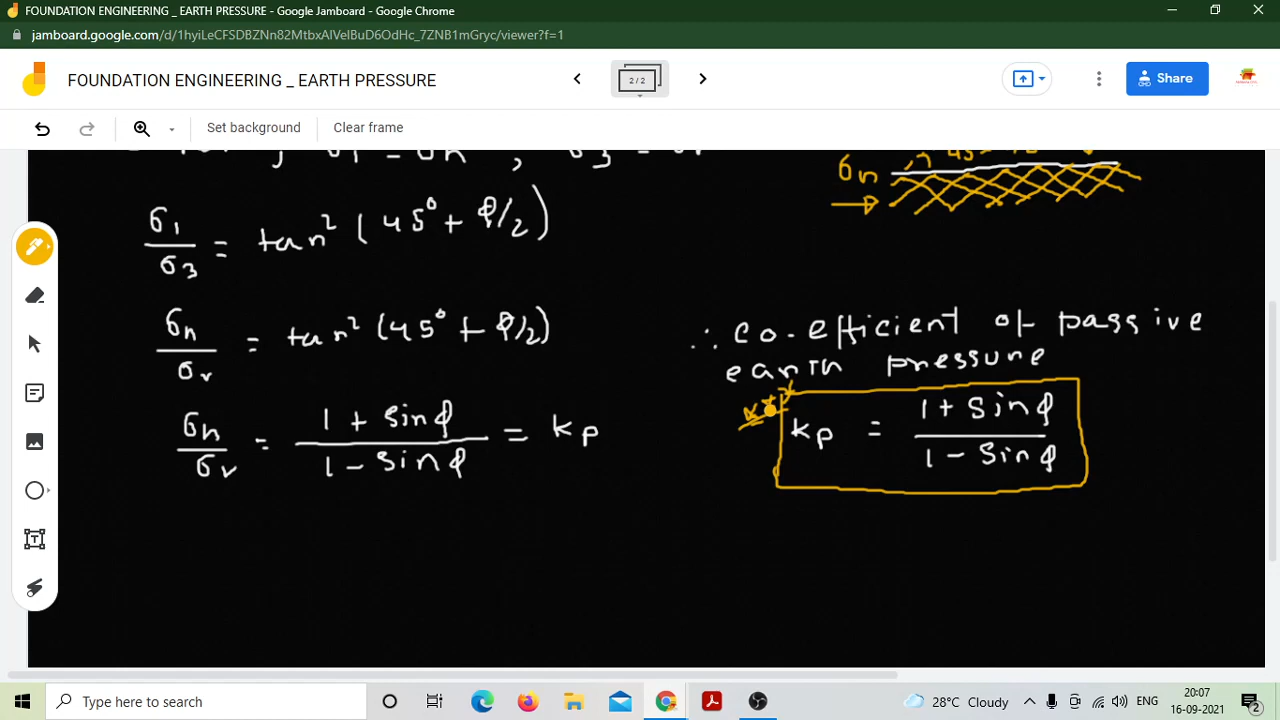 FOUNDATION ENGINEERING _ EARTH PRESSURE - Google Jamboard - Google Chrome
jamboard.google.com/d/1hyiLeCFSDBZNn82MtbxAlVelBuD6OdHc_7ZNB1mGryc/viewer?f=1
FOUNDATION ENGINEERING _ EARTH PRESSURE
2/2
Share
Set background
Clear frame
σh
σ1/σ3 = tan² (45° + φ/2)
σh/σv = tan² (45° + φ/2)
σh/σv = 1 + sinφ / 1 - sinφ = kp
∴ co-efficient of passive
earth pressure
kp = 1 + sinφ / 1 - sinφ
Type here to search
28°C Cloudy
ENG
20:07
16-09-2021
2